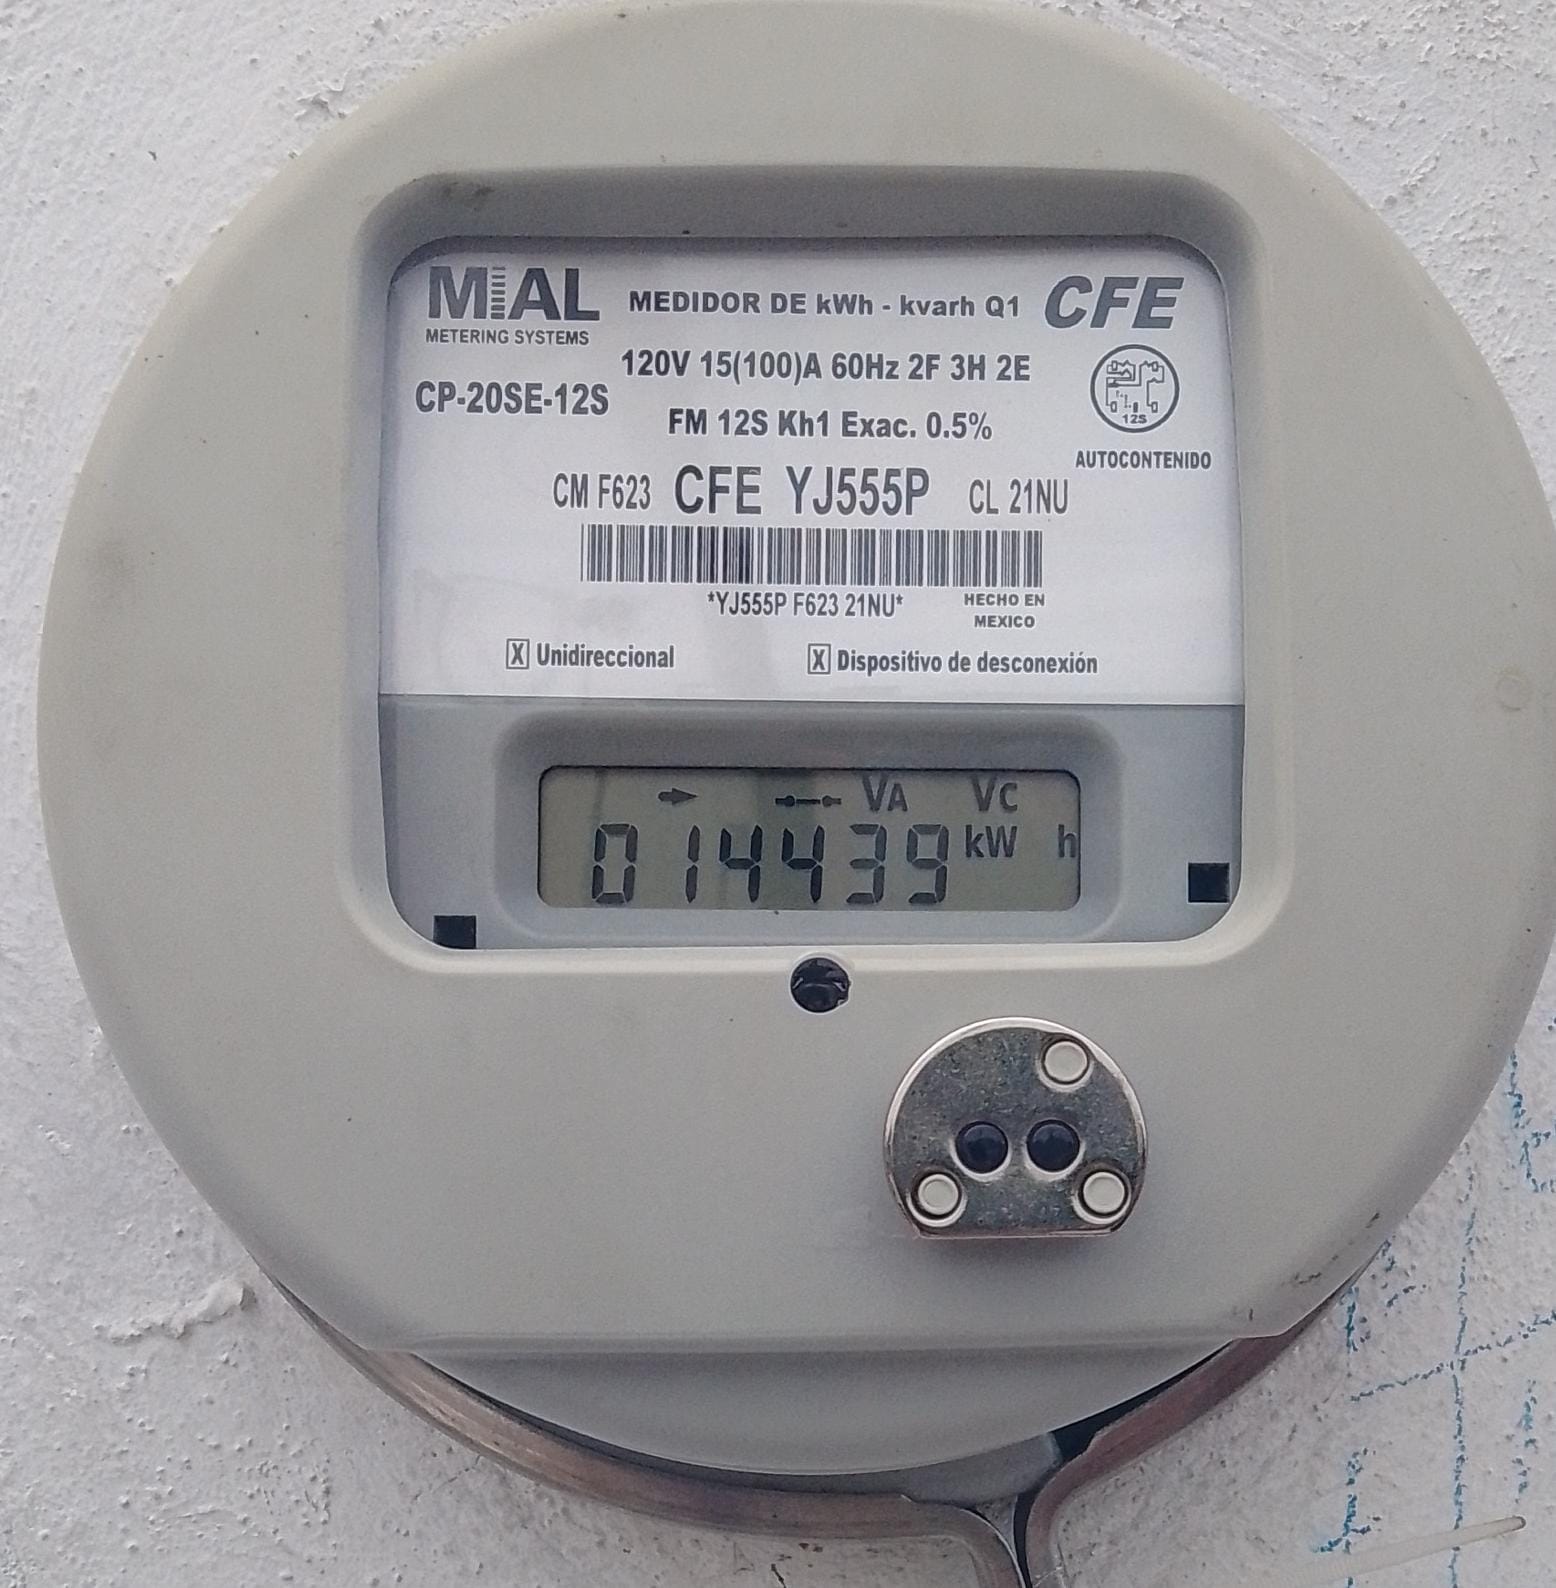 MIAL MEDIDOR DE kWh - kvarh Q1 CFE
METERING SYSTEMS
120V 15(100)A 60Hz 2F 3H 2E
CP-20SE-12S
FM 12S Kh1 Exac. 0.5%
12S
AUTOCONTENIDO
CM F623 CFE YJ555P CL 21NU
*YJ555P F623 21NU*
HECHO EN
MEXICO
X Unidireccional X Dispositivo de desconexión
VA VC
014439 kW h